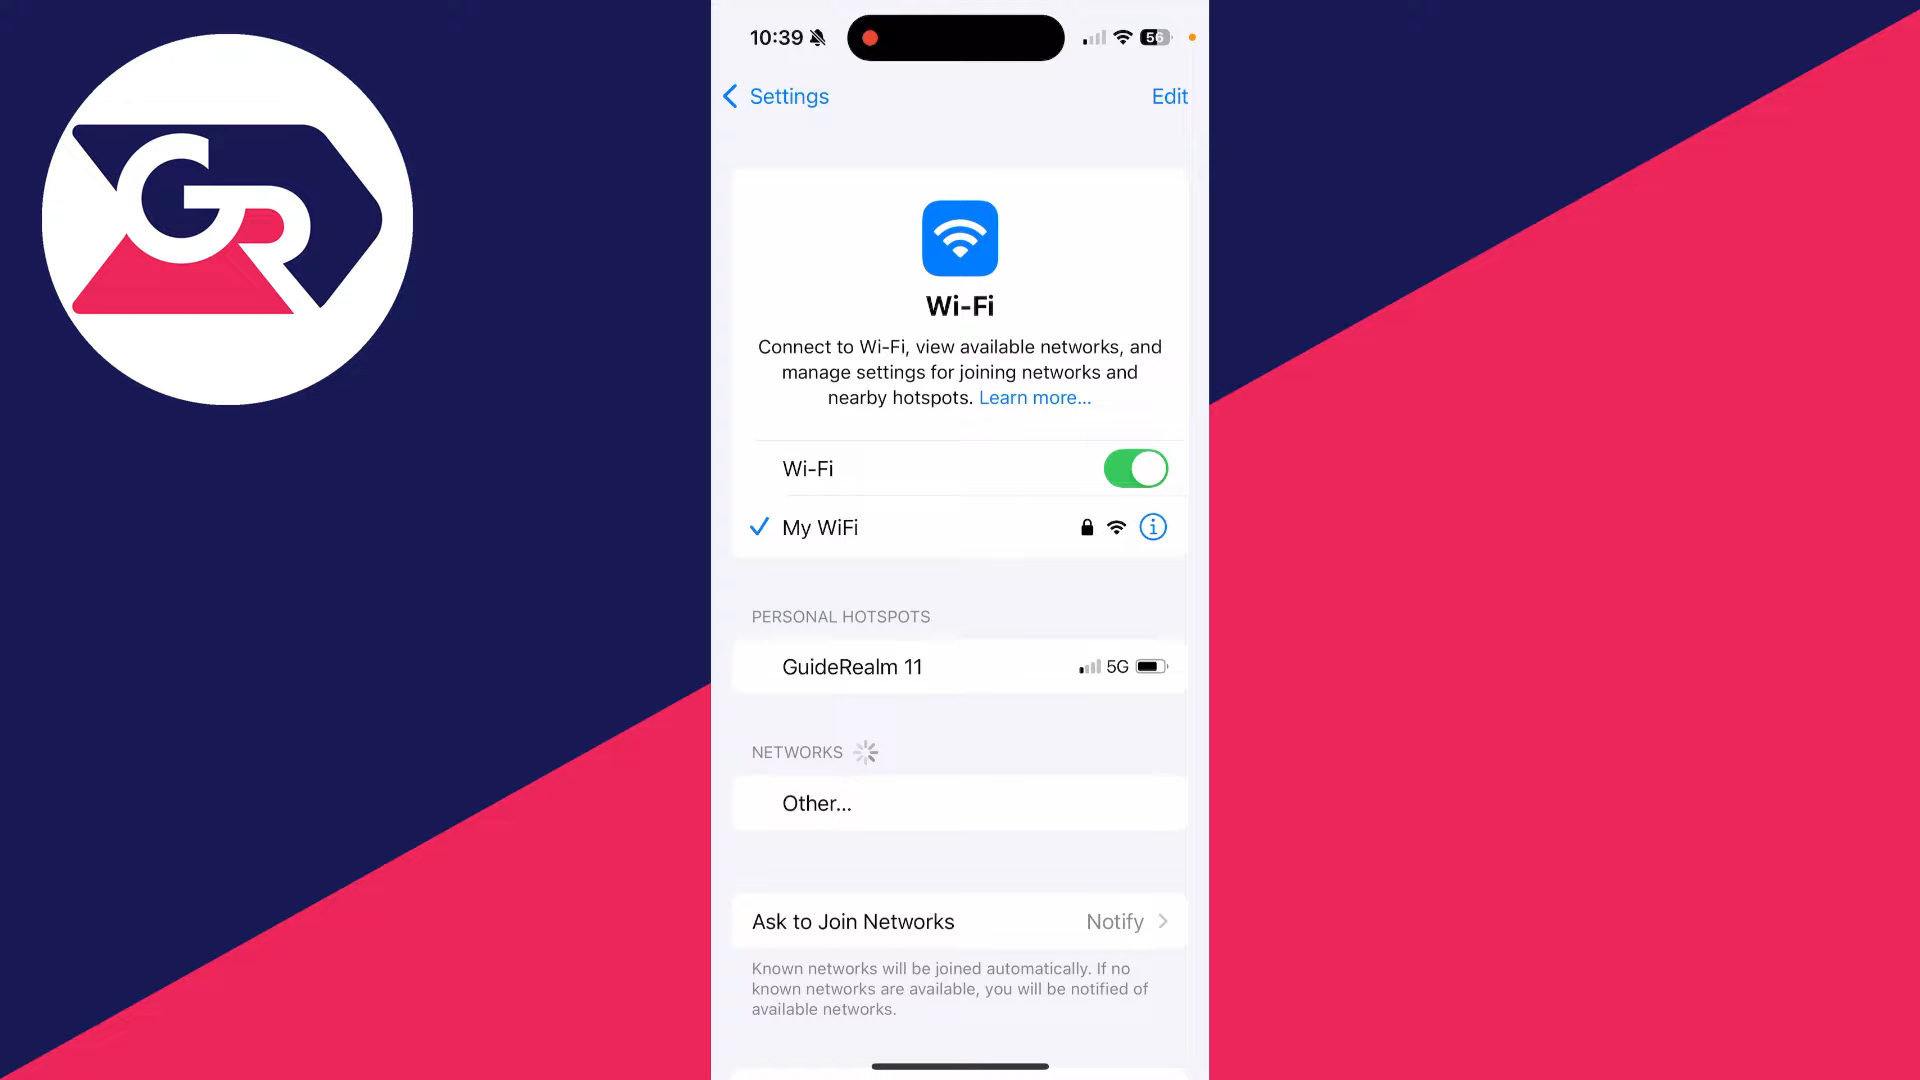 GR
10:39
56
Settings
Edit
Wi-Fi
Connect to Wi-Fi, view available networks, and
manage settings for joining networks and
nearby hotspots. Learn more...
Wi-Fi
My WiFi
PERSONAL HOTSPOTS
GuideRealm 11
5G
NETWORKS
Other...
Ask to Join Networks
Notify
Known networks will be joined automatically. If no
known networks are available, you will be notified of
available networks.